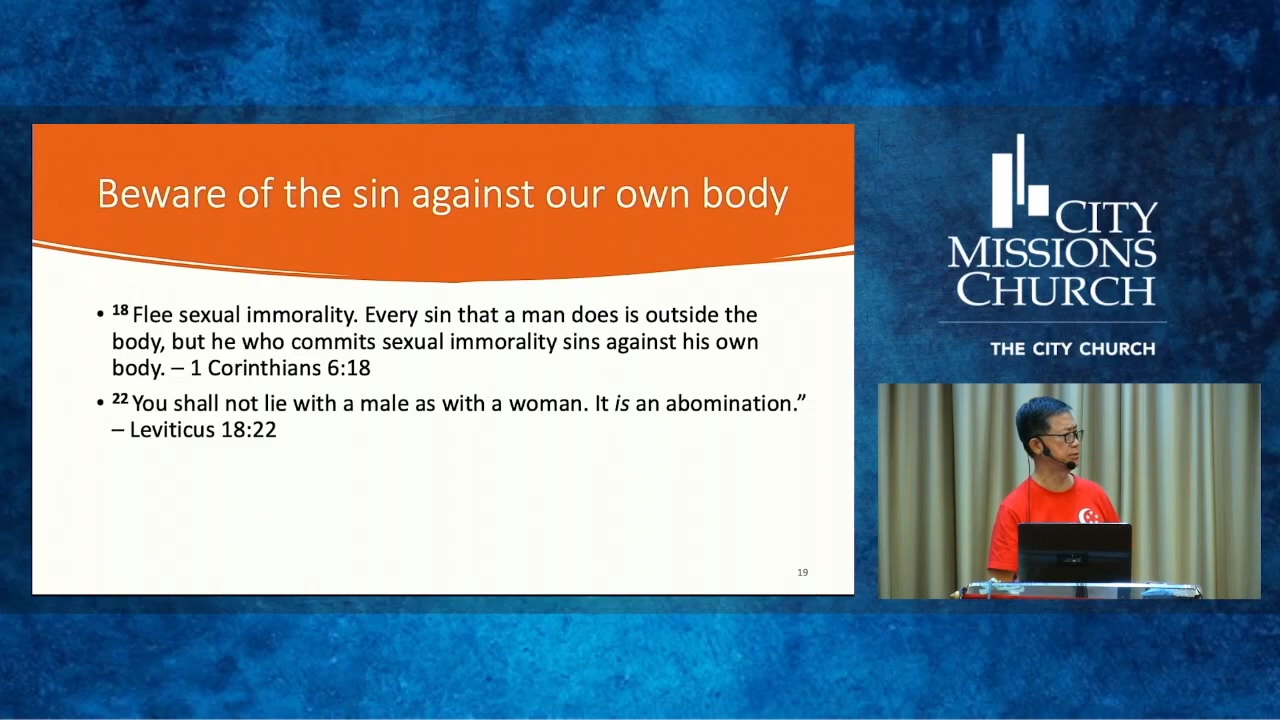 Beware of the sin against our own body
• 18 Flee sexual immorality. Every sin that a man does is outside the
body, but he who commits sexual immorality sins against his own
body. – 1 Corinthians 6:18
• 22 You shall not lie with a male as with a woman. It is an abomination.”
– Leviticus 18:22
19
CITY
MISSIONS
CHURCH
THE CITY CHURCH